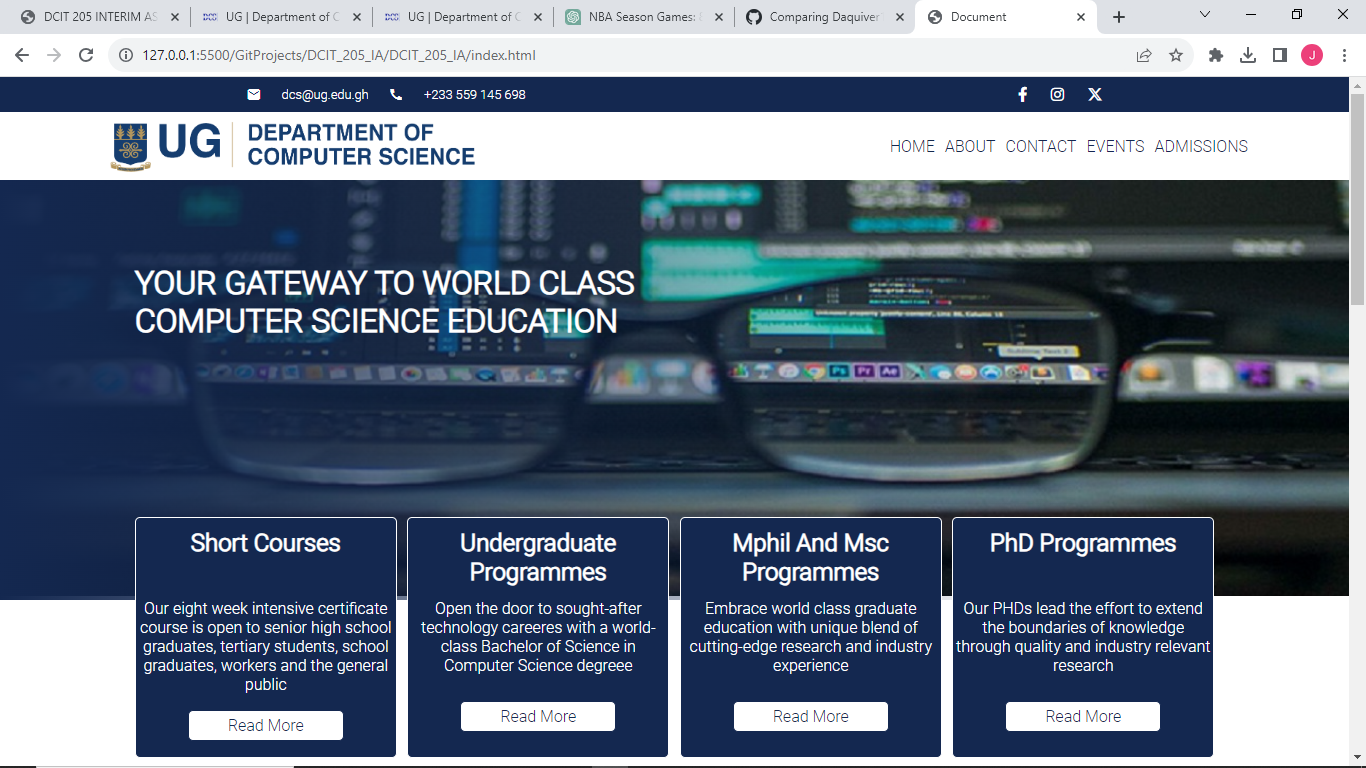 DCIT 205 INTERIM AS
UG | Department of C
UG | Department of C
NBA Season Games: 
Comparing Daquiver
Document
127.0.0.1:5500/GitProjects/DCIT_205_IA/DCIT_205_IA/index.html
J
dcs@ug.edu.gh
+233 559 145 698
UG
DEPARTMENT OF
COMPUTER SCIENCE
HOME ABOUT CONTACT EVENTS ADMISSIONS
YOUR GATEWAY TO WORLD CLASS
COMPUTER SCIENCE EDUCATION
Ps Pr Ae
Short Courses
Our eight week intensive certificate
course is open to senior high school
graduates, tertiary students, school
graduates, workers and the general
public
Read More
Undergraduate
Programmes
Open the door to sought-after
technology careeres with a world-
class Bachelor of Science in
Computer Science degreee
Read More
Mphil And Msc
Programmes
Embrace world class graduate
education with unique blend of
cutting-edge research and industry
experience
Read More
PhD Programmes
Our PHDs lead the effort to extend
the boundaries of knowledge
through quality and industry relevant
research
Read More